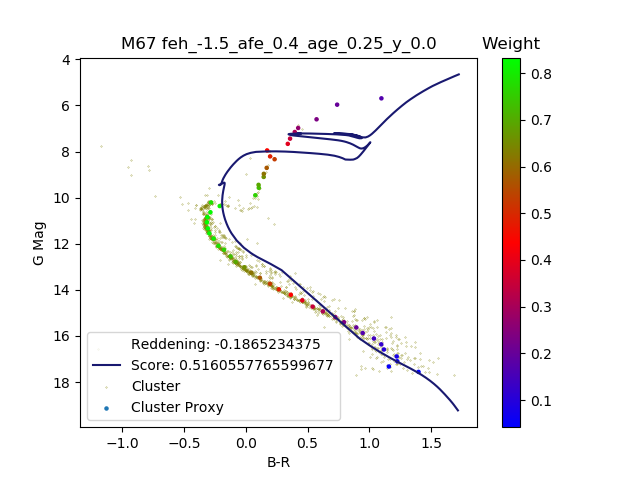 M67 feh_-1.5_afe_0.4_age_0.25_y_0.0
Weight
4
6
8
10
12
14
16
18
G Mag
−1.0
−0.5
0.0
0.5
1.0
1.5
B-R
Reddening: -0.1865234375
Score: 0.5160557765599677
Cluster
Cluster Proxy
0.8
0.7
0.6
0.5
0.4
0.3
0.2
0.1